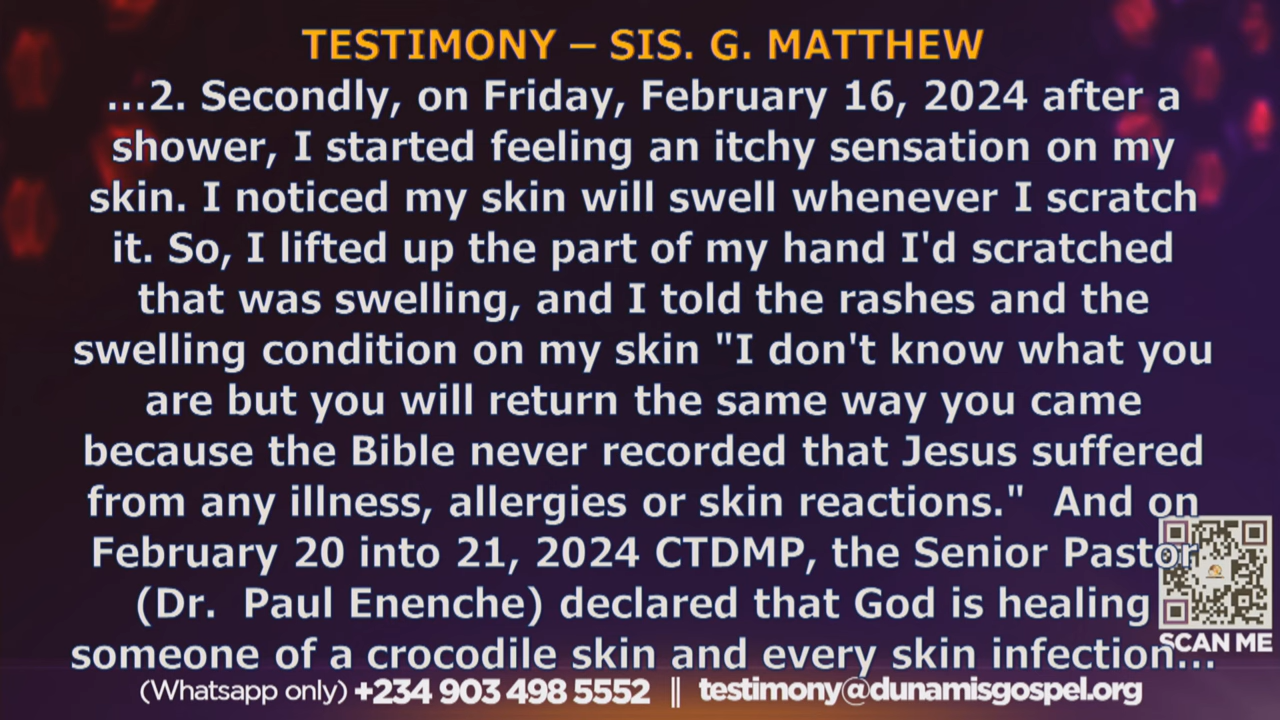 TESTIMONY – SIS. G. MATTHEW
...2. Secondly, on Friday, February 16, 2024 after a
shower, I started feeling an itchy sensation on my
skin. I noticed my skin will swell whenever I scratch
it. So, I lifted up the part of my hand I'd scratched
that was swelling, and I told the rashes and the
swelling condition on my skin "I don't know what you
are but you will return the same way you came
because the Bible never recorded that Jesus suffered
from any illness, allergies or skin reactions." And on
February 20 into 21, 2024 CTDMP, the Senior Pastor
(Dr. Paul Enenche) declared that God is healing
someone of a crocodile skin and every skin infection...
SCAN ME
(Whatsapp only) +234 903 498 5552 || testimony@dunamisgospel.org